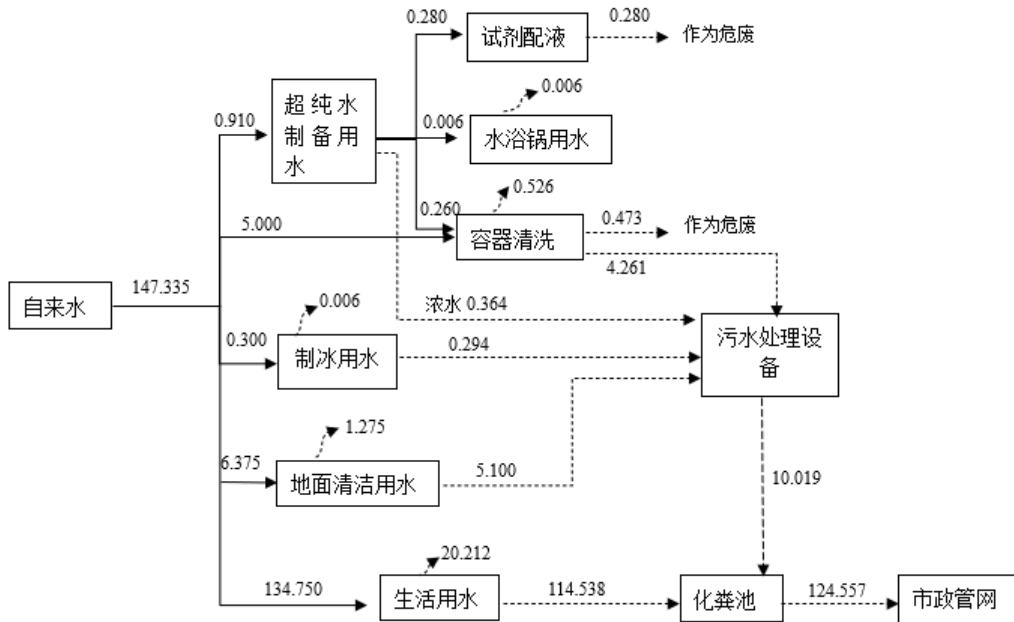 0.280
试剂配液
0.280
作为危废
0.910
超纯水
制备用
水
0.006
0.006
水浴锅用水
0.260
0.526
5.000
容器清洗
0.473
作为危废
4.261
自来水
147.335
浓水 0.364
0.006
0.300
制冰用水
0.294
污水处理设
备
1.275
6.375
地面清洁用水
5.100
10.019
20.212
134.750
生活用水
114.538
化粪池
124.557
市政管网